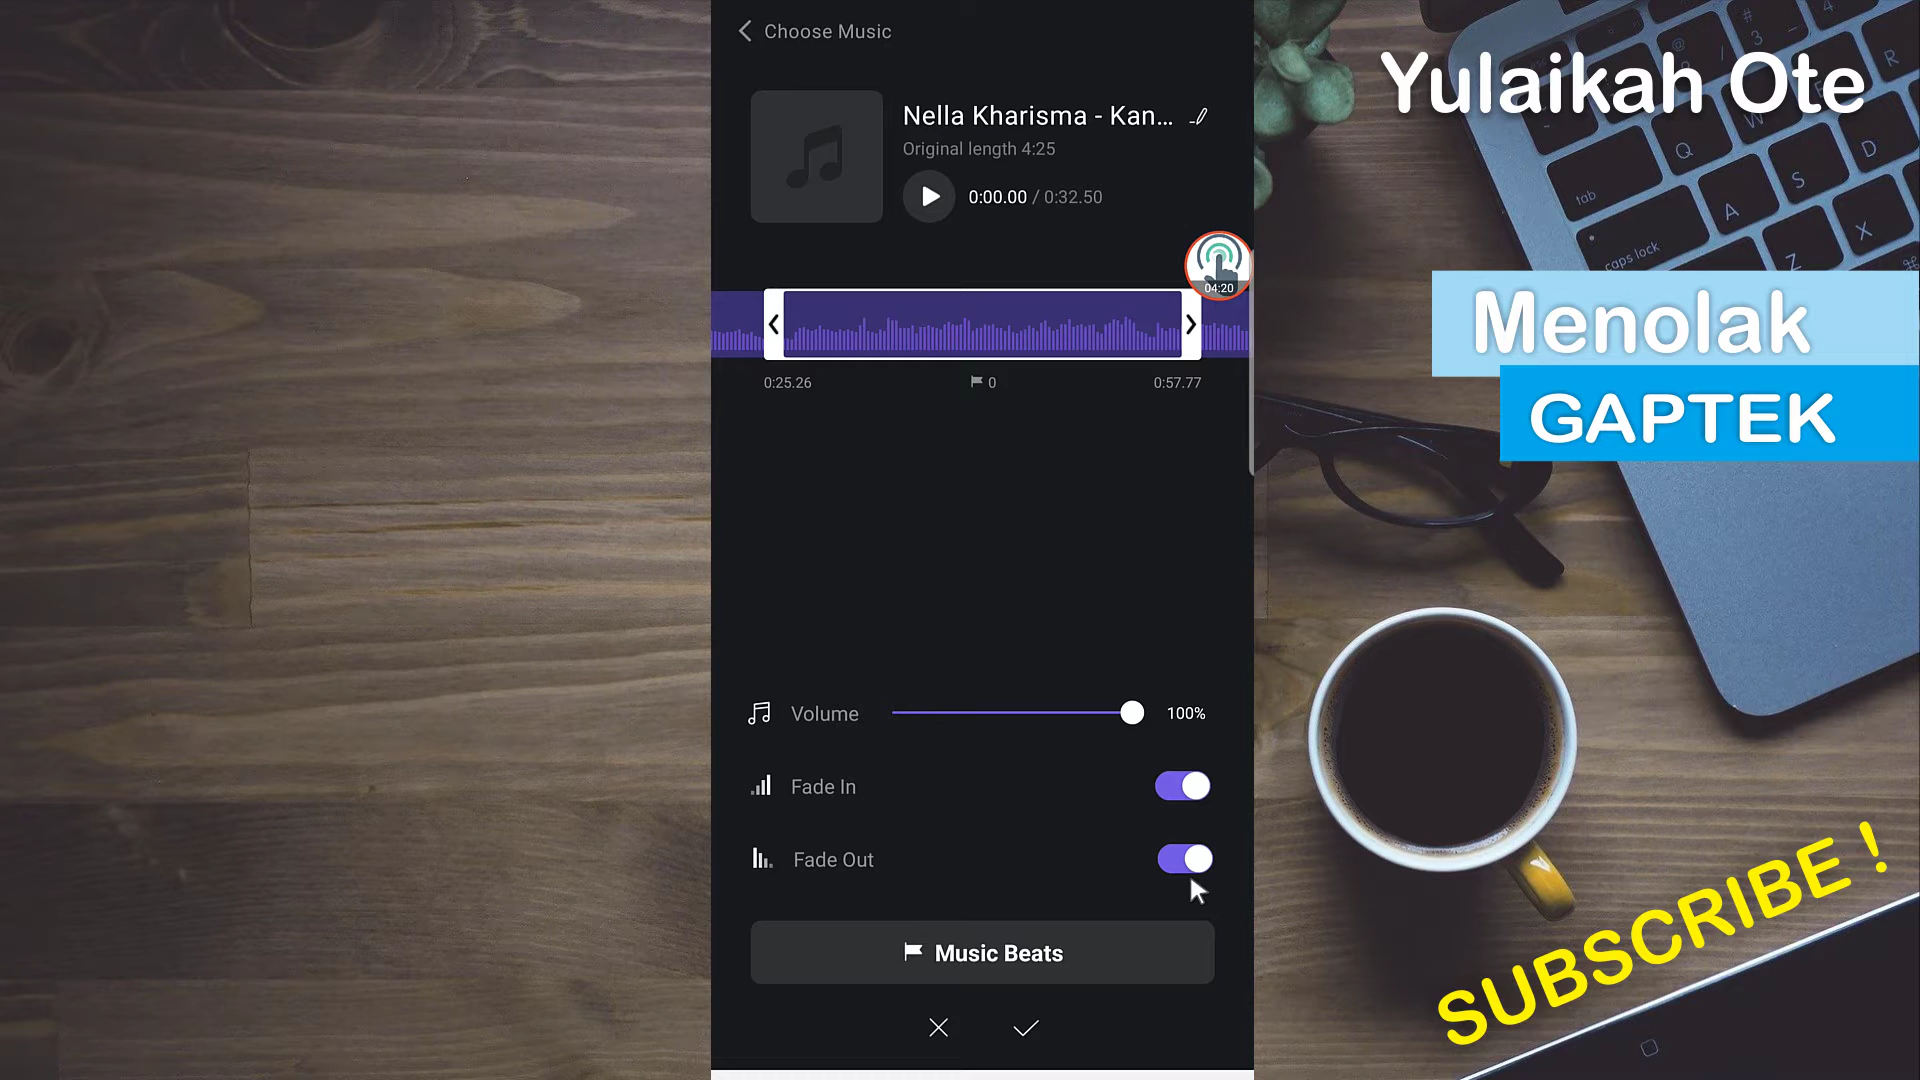 Choose Music
Nella Kharisma - Kan...
Original length 4:25
0:00.00 / 0:32.50
04:20
0:25.26
0
0:57.77
Volume
100%
Fade In
Fade Out
Music Beats
Yulaikah Ote
Menolak
GAPTEK
SUBSCRIBE !
tab
caps lock
Q
W
R
A
S
D
Z
X
#
3
4
@